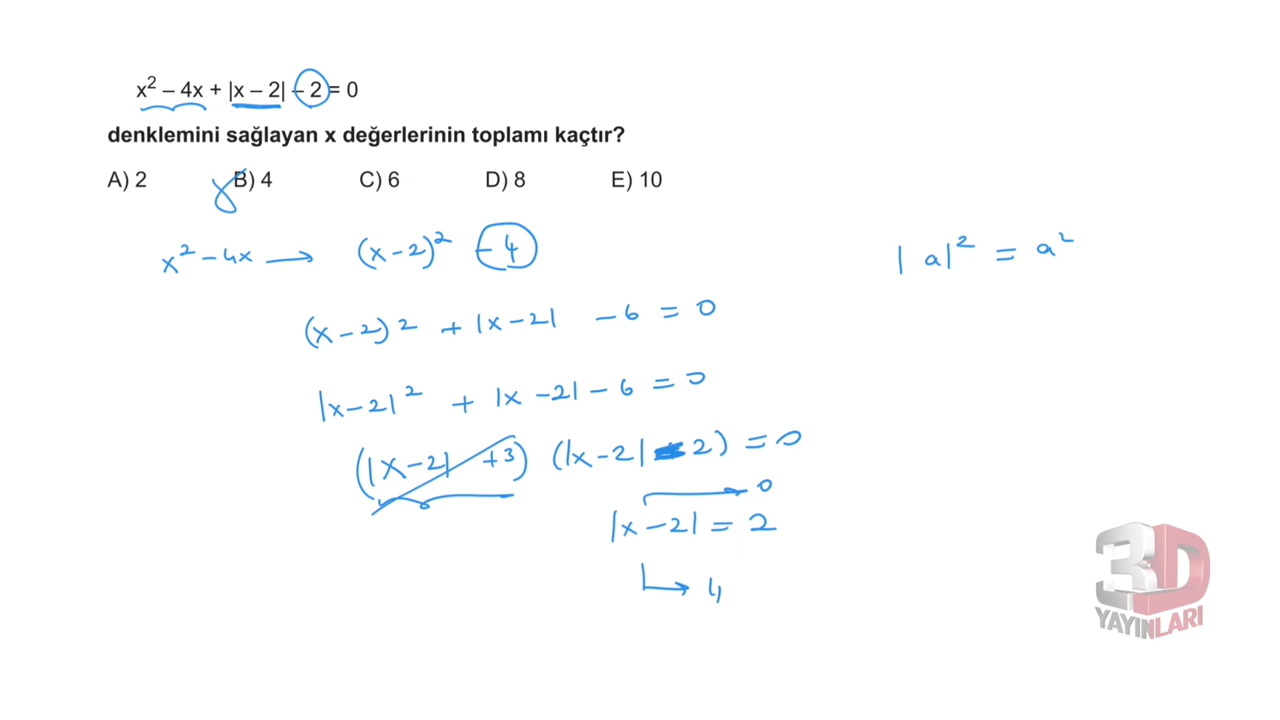 x² – 4x + |x – 2| – 2 = 0
denklemini sağlayan x değerlerinin toplamı kaçtır?
A) 2 B) 4 C) 6 D) 8 E) 10
x² – 4x → (x – 2)² – 4
|a|² = a²
(x – 2)² + |x – 2| – 6 = 0
|x – 2|² + |x – 2| – 6 = 0
(|x – 2| + 3) (|x – 2| – 2) = 0
0
|x – 2| = 2
4
3D
YAYINLARI